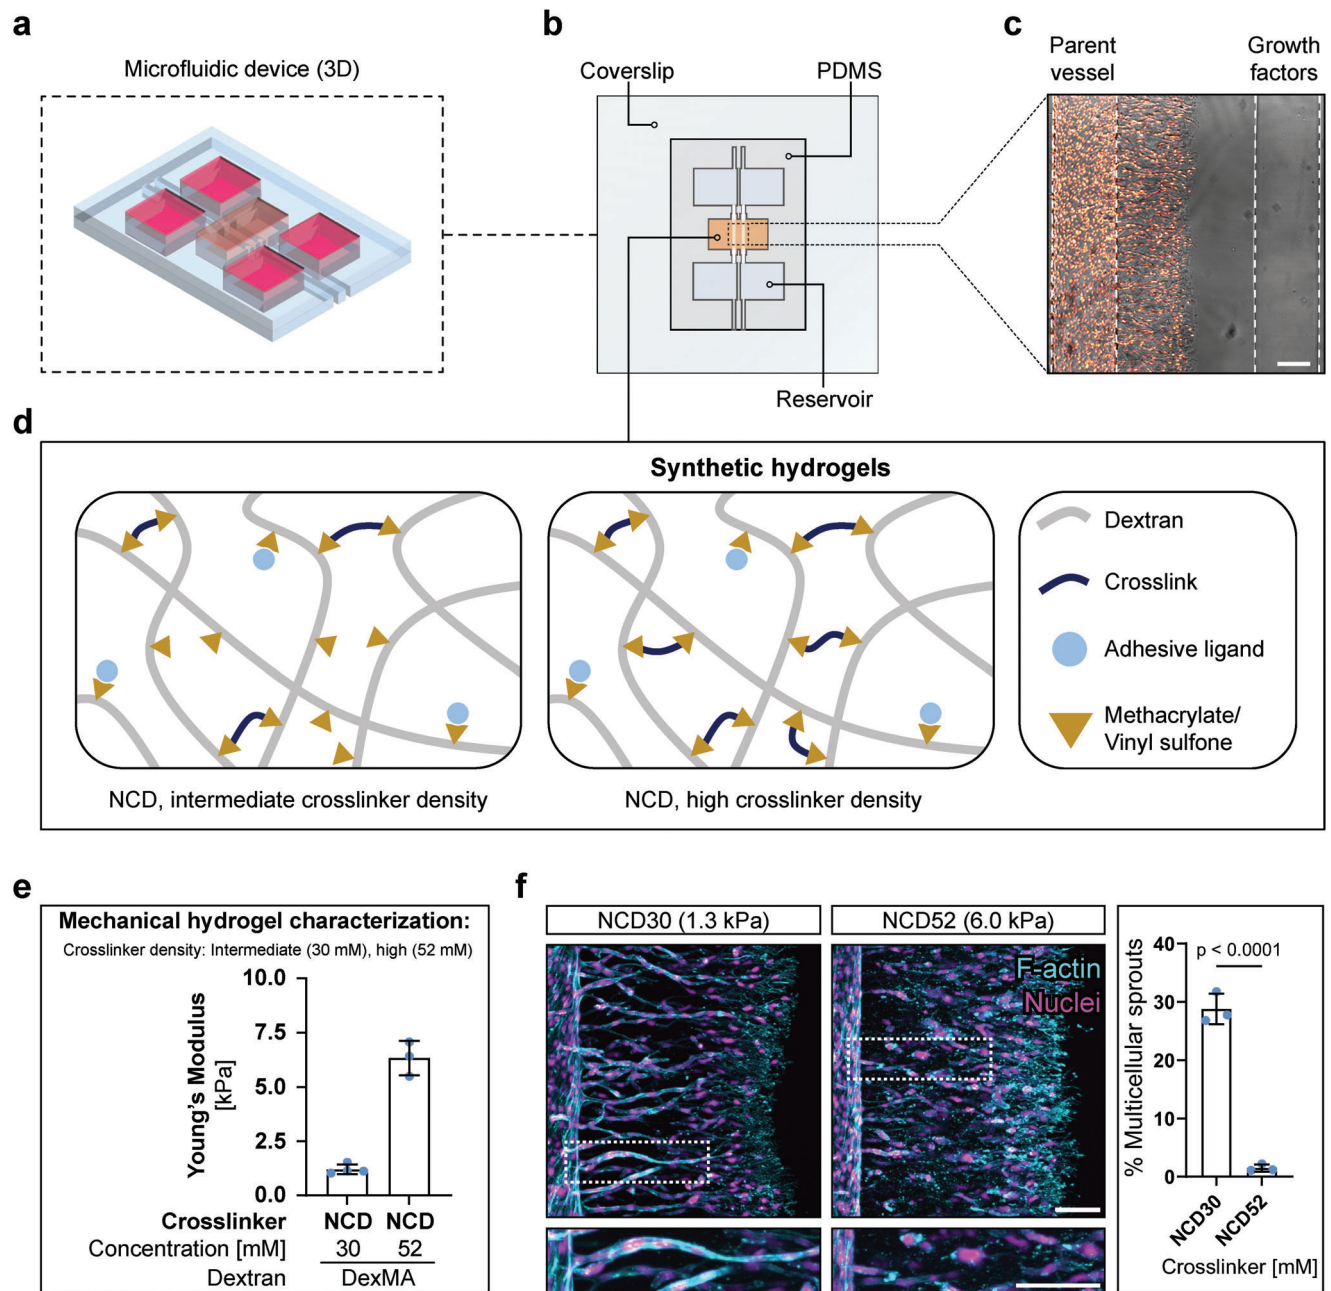 a
Microfluidic device (3D)
b
Coverslip
PDMS
Reservoir
c
Parent
vessel
Growth
factors
d
Synthetic hydrogels
Dextran
Crosslink
Adhesive ligand
Methacrylate/
Vinyl sulfone
NCD, intermediate crosslinker density
NCD, high crosslinker density
e
Mechanical hydrogel characterization:
Crosslinker density: Intermediate (30 mM), high (52 mM)
Young's Modulus
[kPa]
10.0
7.5
5.0
2.5
0.0
Crosslinker NCD NCD
Concentration [mM] 30 52
Dextran DexMA
f
NCD30 (1.3 kPa)
NCD52 (6.0 kPa)
F-actin
Nuclei
% Multicellular sprouts
40
30
20
10
0
p < 0.0001
NCD30
NCD52
Crosslinker [mM]